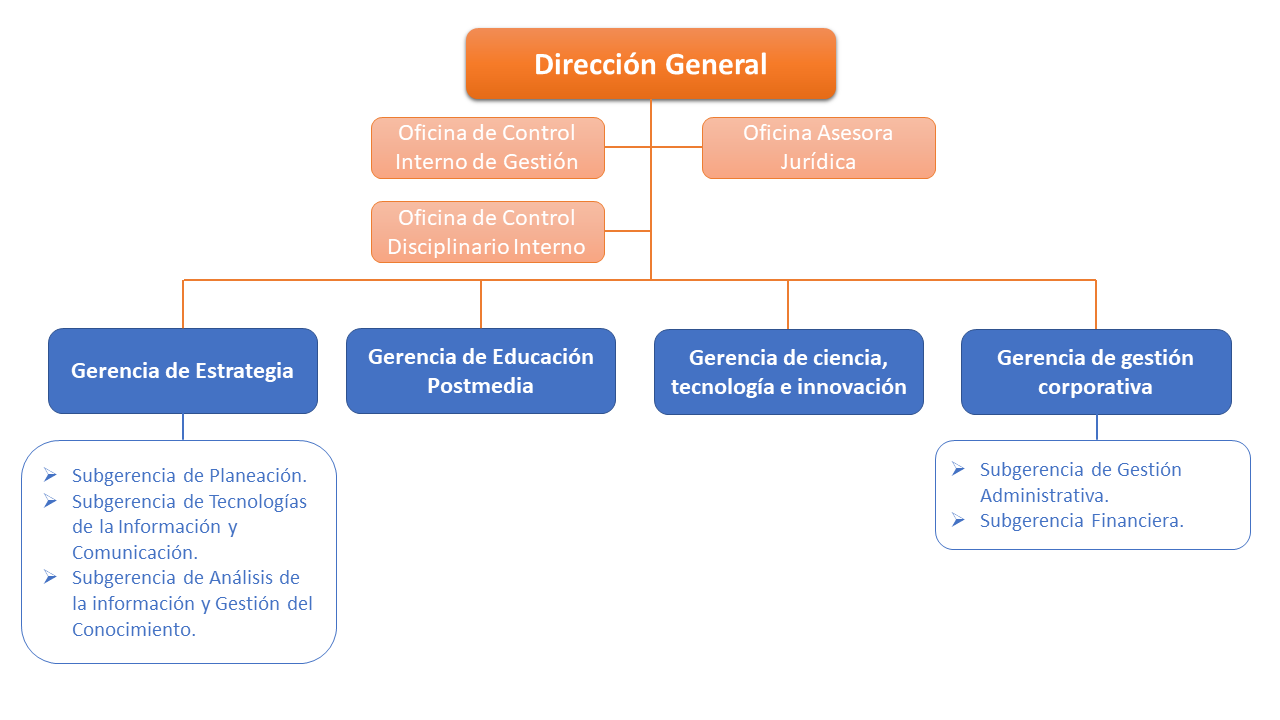 Dirección General
Oficina de Control
Interno de Gestión
Oficina Asesora
Jurídica
Oficina de Control
Disciplinario Interno
Gerencia de Estrategia
Gerencia de Educación
Postmedia
Gerencia de ciencia,
tecnología e innovación
Gerencia de gestión
corporativa
Subgerencia de Planeación.
Subgerencia de Tecnologías
de la Información y
Comunicación.
Subgerencia de Análisis de
la información y Gestión del
Conocimiento.
Subgerencia de Gestión
Administrativa.
Subgerencia Financiera.